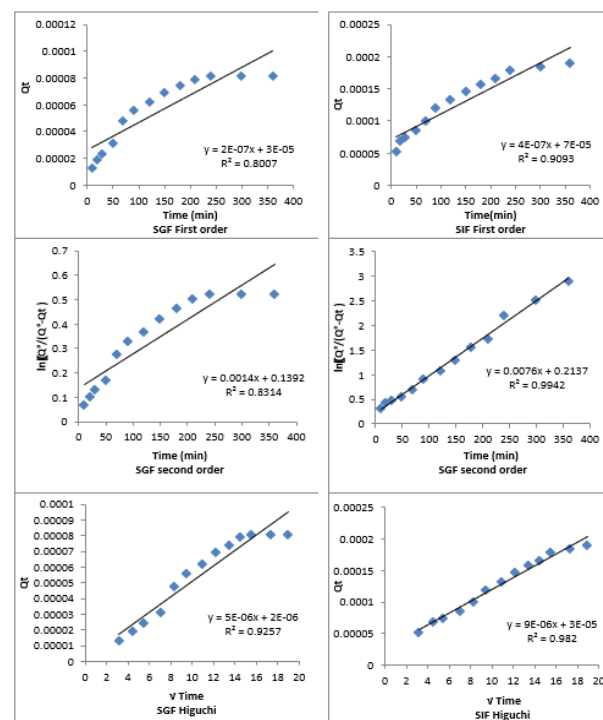 0.00012
0.0001
0.00008
0.00006
0.00004
0.00002
0
Qt
y = 2E-07x + 3E-05
R² = 0.8007
0 50 100 150 200 250 300 350 400
Time (min)
SGF First order
0.00025
0.0002
0.00015
0.0001
0.00005
0
Qt
y = 4E-07x + 7E-05
R² = 0.9093
0 50 100 150 200 250 300 350 400
Time(min)
SIF First order
0.7
0.6
0.5
0.4
0.3
0.2
0.1
0
ln⟦Q°/(Q°-Qt )
y = 0.0014x + 0.1392
R² = 0.8314
0 50 100 150 200 250 300 350 400
Time (min)
SGF second order
3.5
3
2.5
2
1.5
1
0.5
0
ln⟦Q°/(Q°-Qt )
y = 0.0076x + 0.2137
R² = 0.9942
0 50 100 150 200 250 300 350 400
Time (min)
SGF second order
0.0001
0.00009
0.00008
0.00007
0.00006
0.00005
0.00004
0.00003
0.00002
0.00001
0
Qt
y = 5E-06x + 2E-06
R² = 0.9257
0 2 4 6 8 10 12 14 16 18 20
√ Time
SGF Higuchi
0.00025
0.0002
0.00015
0.0001
0.00005
0
Qt
y = 9E-06x + 3E-05
R² = 0.982
0 2 4 6 8 10 12 14 16 18 20
√ Time
SIF Higuchi